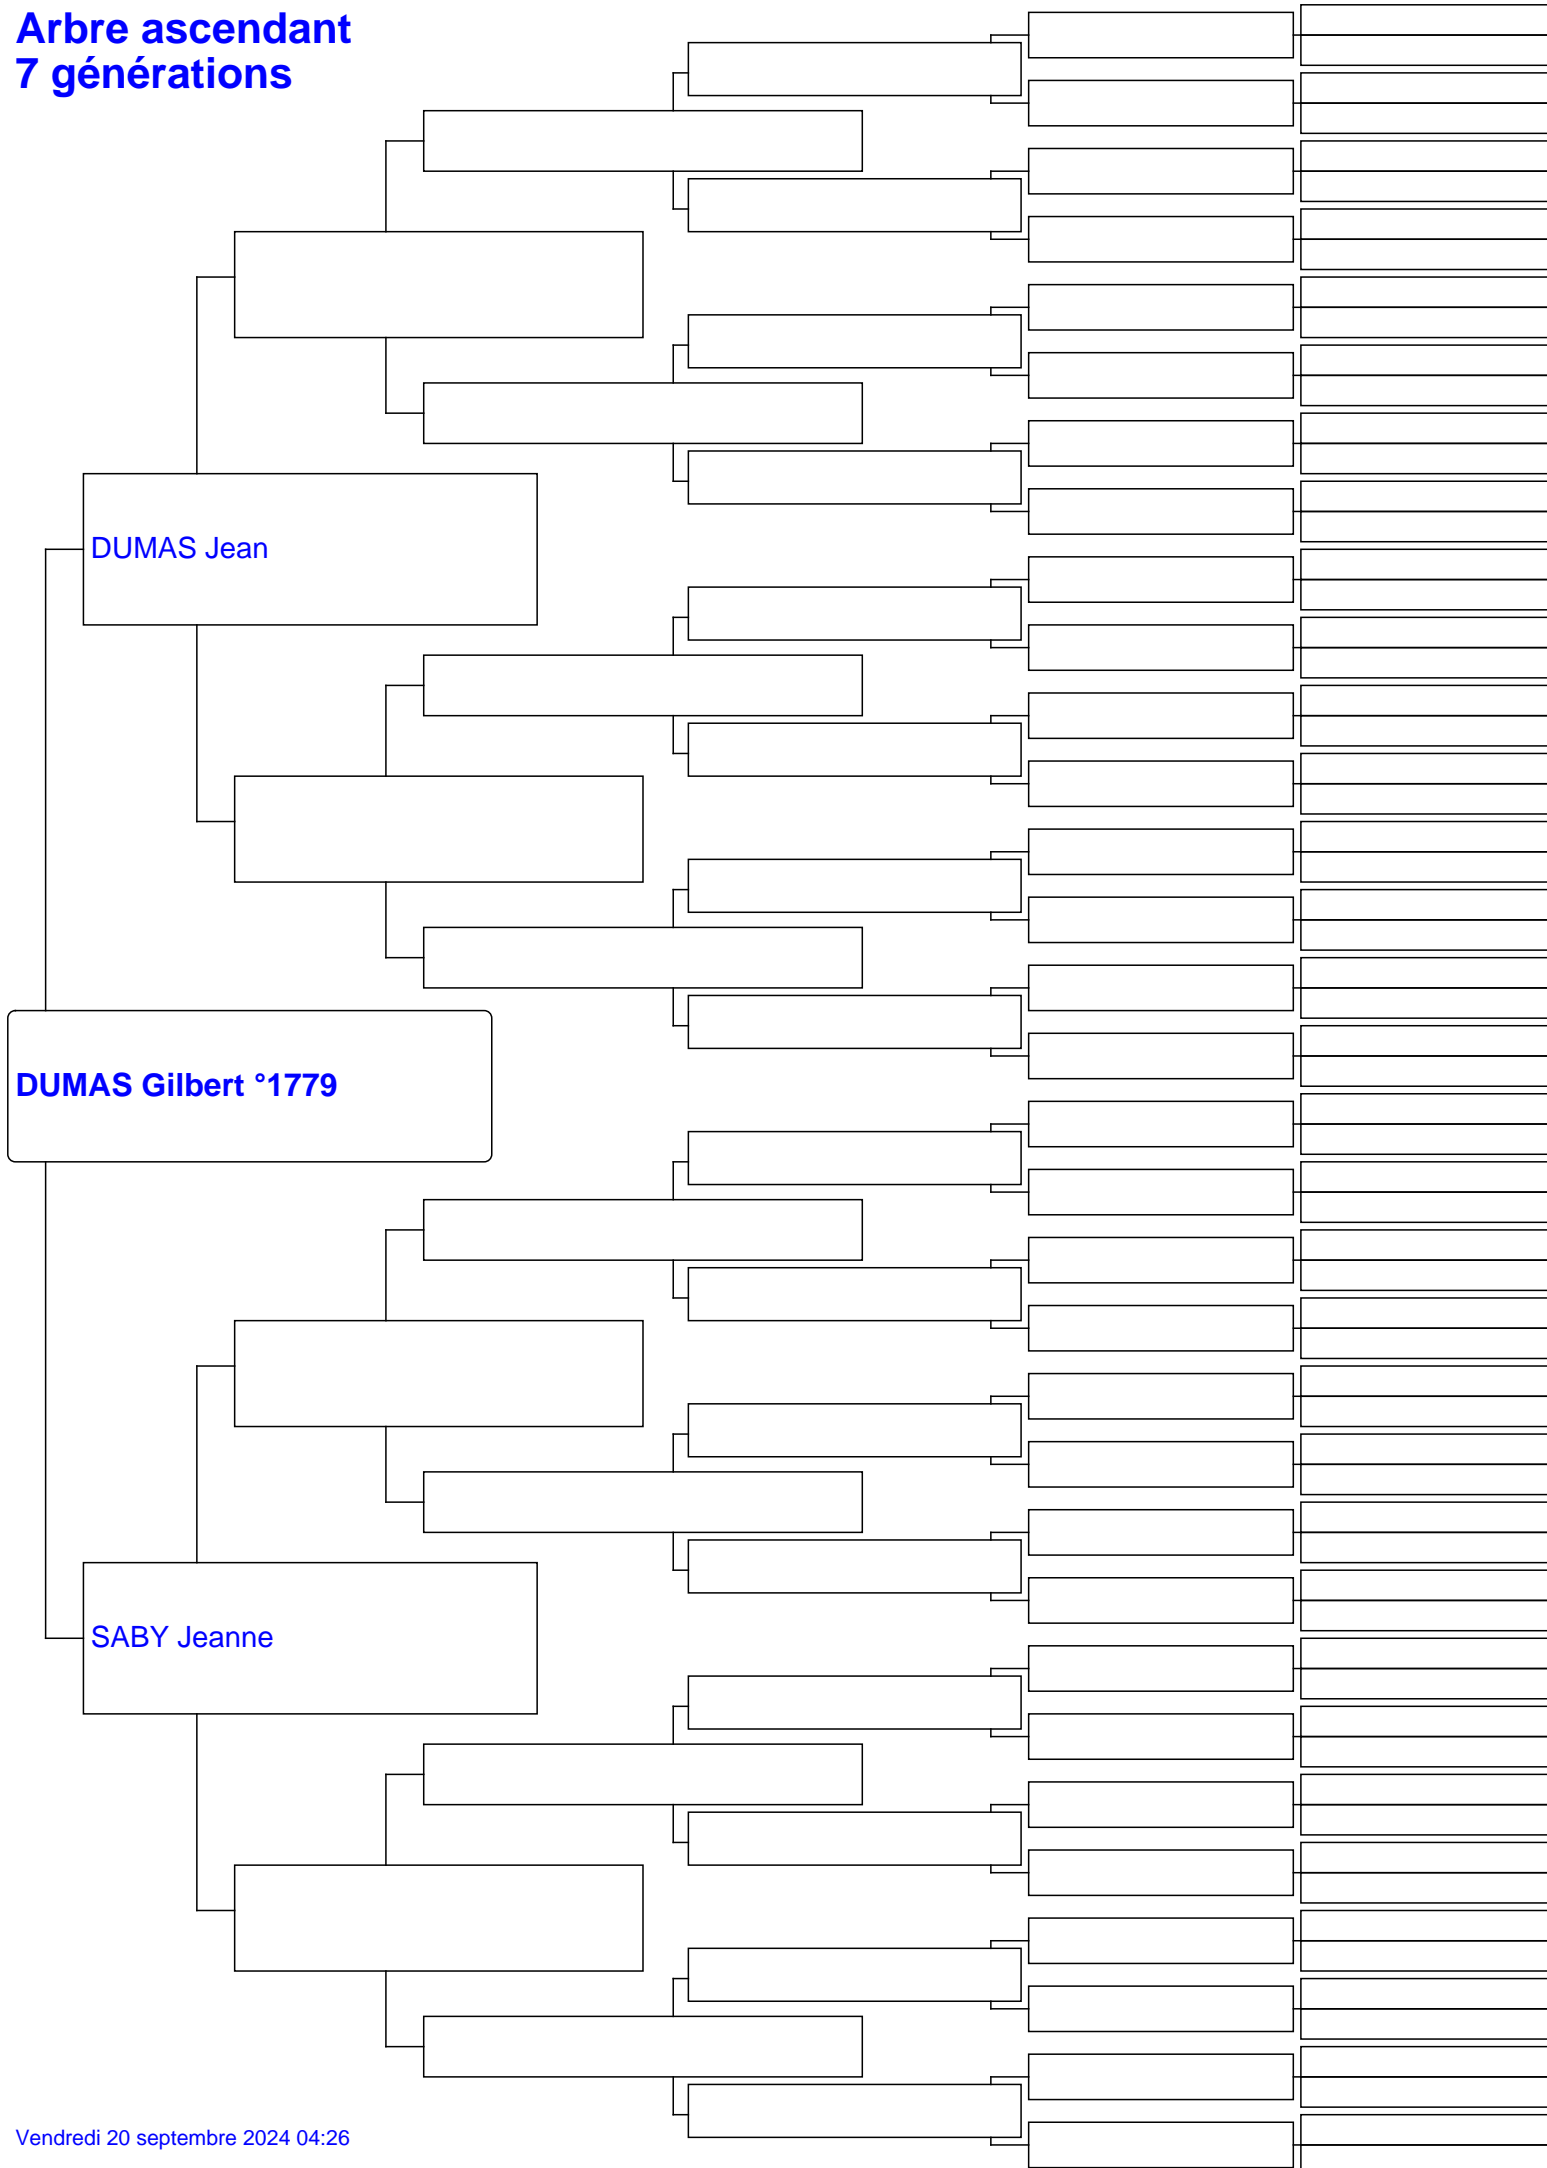 Arbre ascendant
7 générations
DUMAS Jean
DUMAS Gilbert °1779
SABY Jeanne
Vendredi 20 septembre 2024 04:26